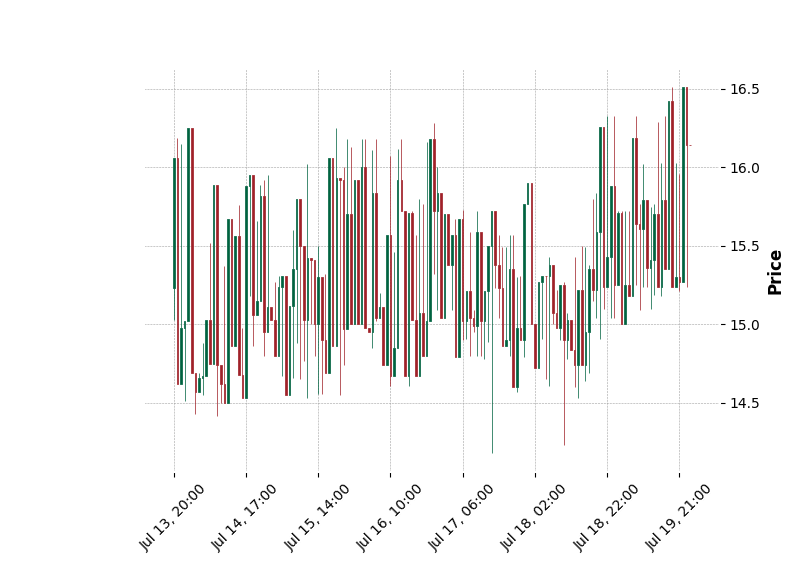 16.5
16.0
15.5
15.0
14.5
Price
Jul 13, 20:00
Jul 14, 17:00
Jul 15, 14:00
Jul 16, 10:00
Jul 17, 06:00
Jul 18, 02:00
Jul 18, 22:00
Jul 19, 21:00